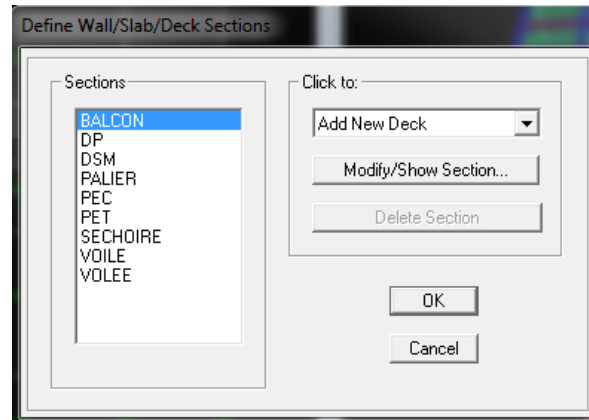 Define Wall/Slab/Deck Sections
Sections
BALCON
DP
DSM
PALIER
PEC
PET
SECHOIRE
VOILE
VOLEE
Click to:
Add New Deck
Modify/Show Section...
Delete Section
OK
Cancel